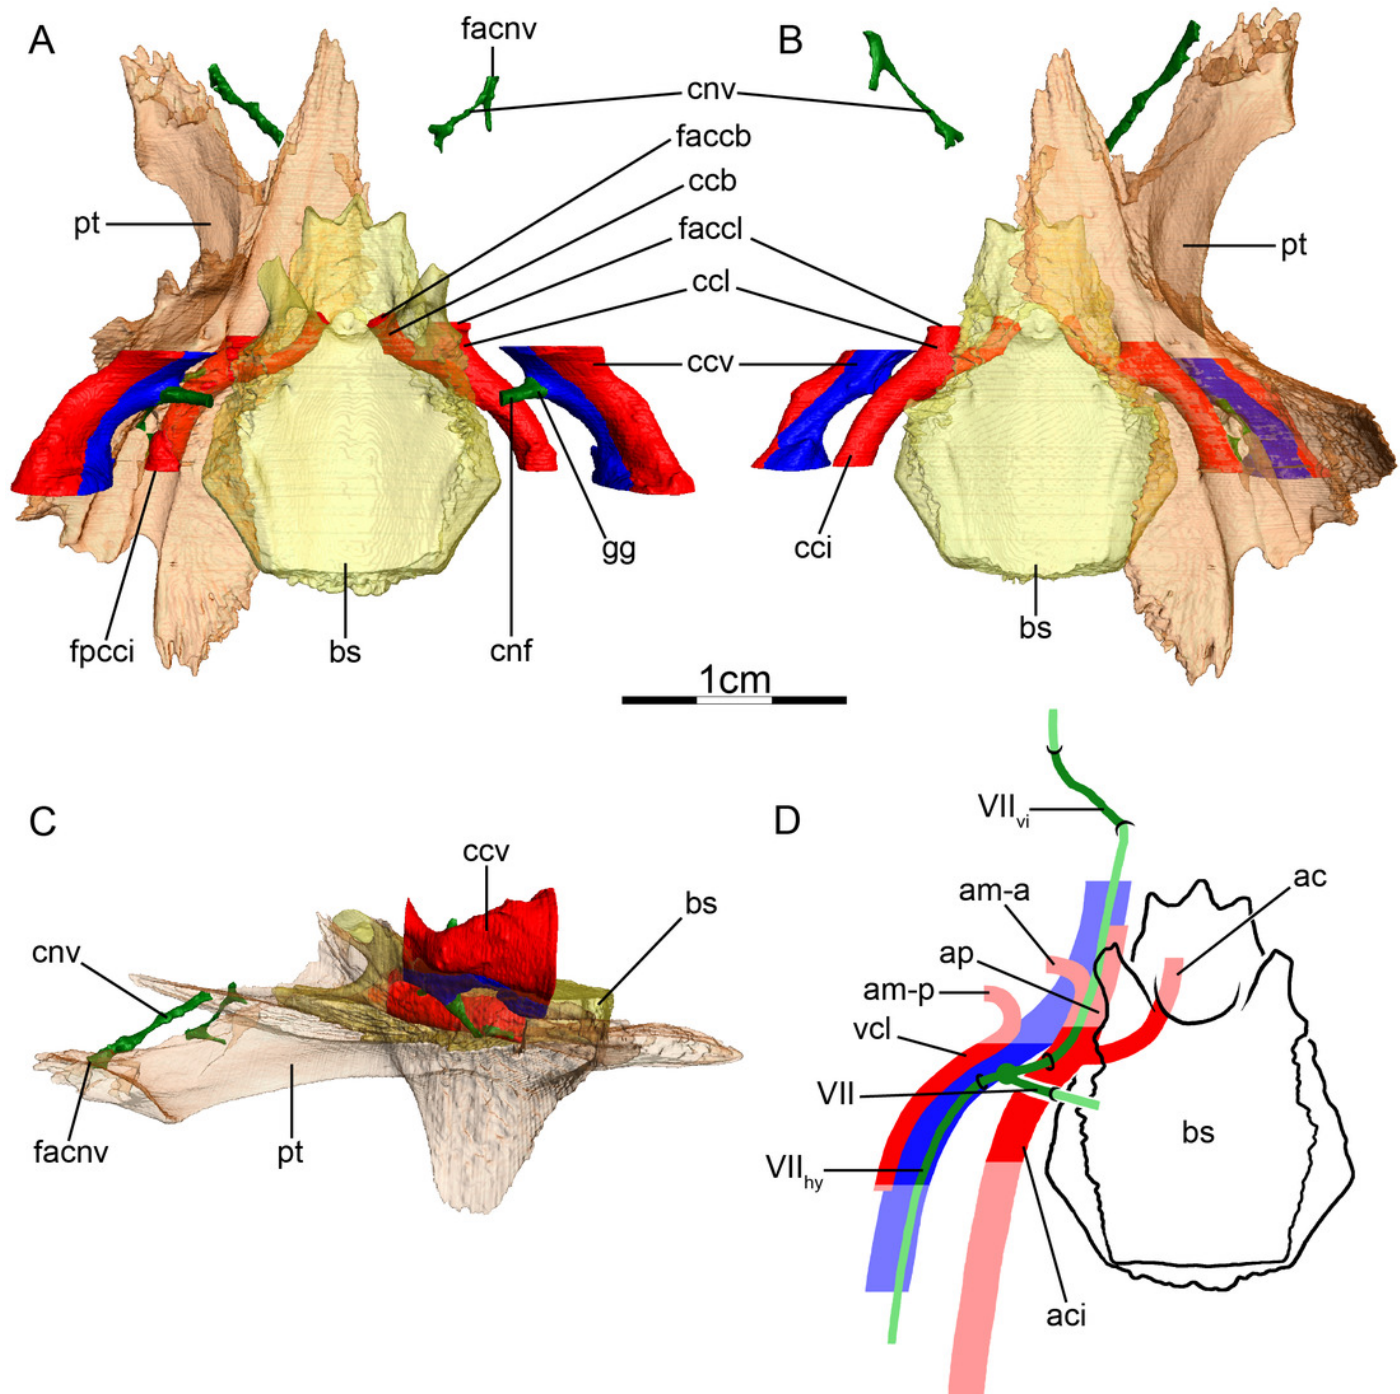 A
facnv
B
cnv
faccb
ccb
pt
faccl
pt
ccl
ccv
gg
cci
fpcci
bs
cnf
bs
1cm
C
D
VIIvi
ccv
am-a
ac
bs
cnv
ap
am-p
vcl
VII
bs
facnv
pt
VIIhy
aci